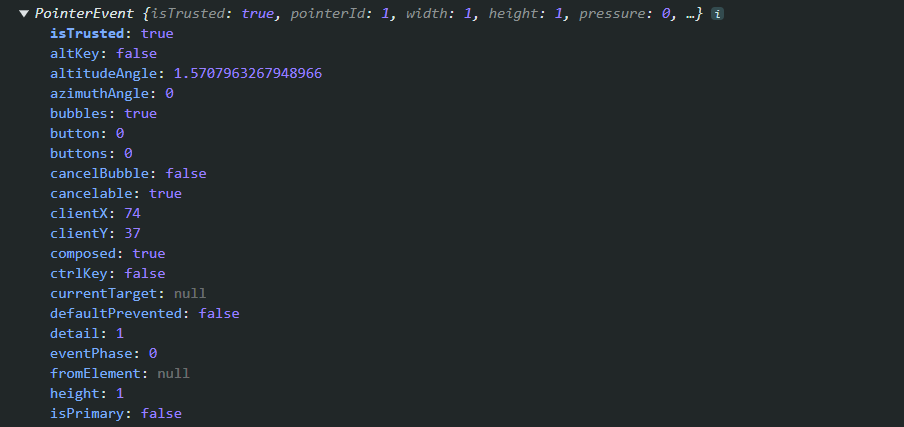 PointerEvent {isTrusted: true, pointerId: 1, width: 1, height: 1, pressure: 0, …} i
isTrusted: true
altKey: false
altitudeAngle: 1.5707963267948966
azimuthAngle: 0
bubbles: true
button: 0
buttons: 0
cancelBubble: false
cancelable: true
clientX: 74
clientY: 37
composed: true
ctrlKey: false
currentTarget: null
defaultPrevented: false
detail: 1
eventPhase: 0
fromElement: null
height: 1
isPrimary: false